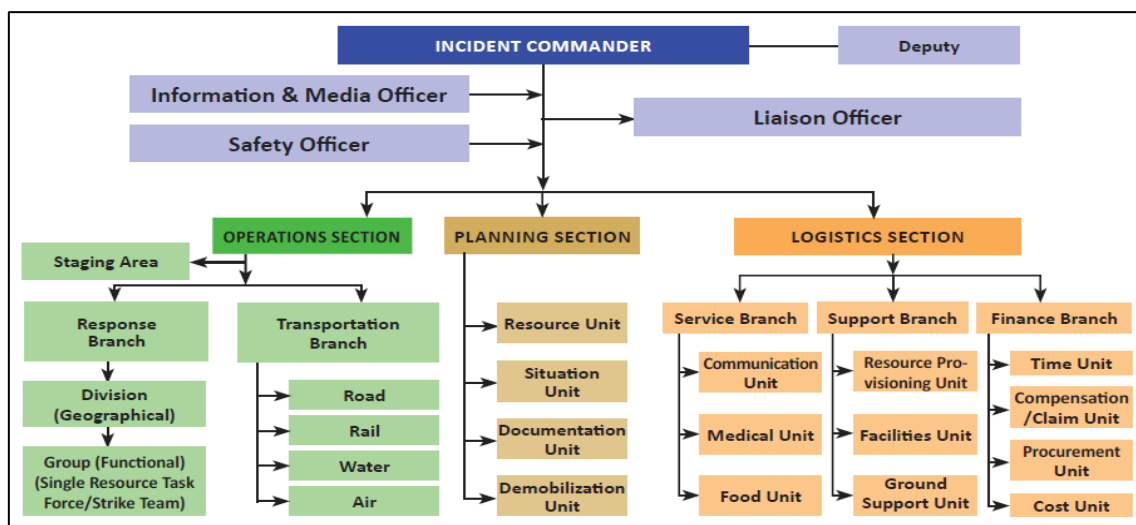 INCIDENT COMMANDER
Deputy
Information & Media Officer
Liaison Officer
Safety Officer
OPERATIONS SECTION
PLANNING SECTION
LOGISTICS SECTION
Staging Area
Response
Branch
Transportation
Branch
Division
(Geographical)
Group (Functional)
(Single Resource Task
Force/Strike Team)
Road
Rail
Water
Air
Resource Unit
Situation
Unit
Documentation
Unit
Demobilization
Unit
Service Branch
Support Branch
Finance Branch
Communication
Unit
Medical Unit
Food Unit
Resource Pro-
visioning Unit
Facilities Unit
Ground
Support Unit
Time Unit
Compensation
/Claim Unit
Procurement
Unit
Cost Unit